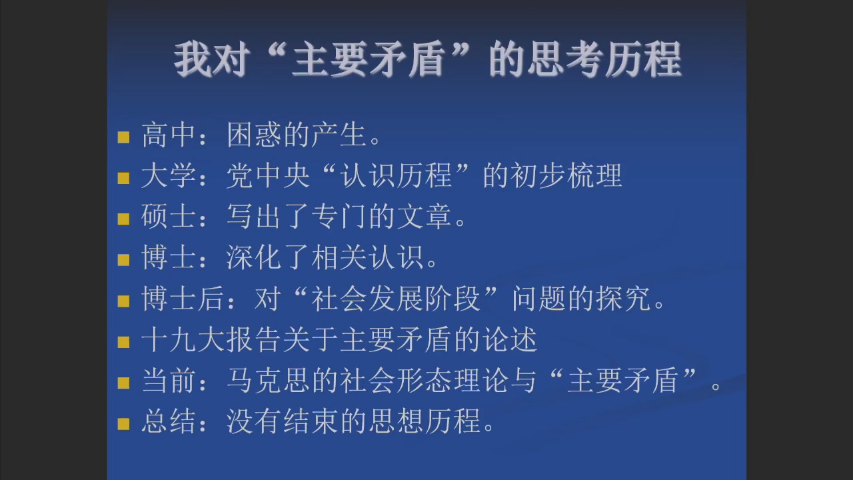 我对“主要矛盾”的思考历程
高中：困惑的产生。
大学：党中央“认识历程”的初步梳理
硕士：写出了专门的文章。
博士：深化了相关认识。
博士后：对“社会发展阶段”问题的探究。
十九大报告关于主要矛盾的论述
当前：马克思的社会形态理论与“主要矛盾”。
总结：没有结束的思想历程。